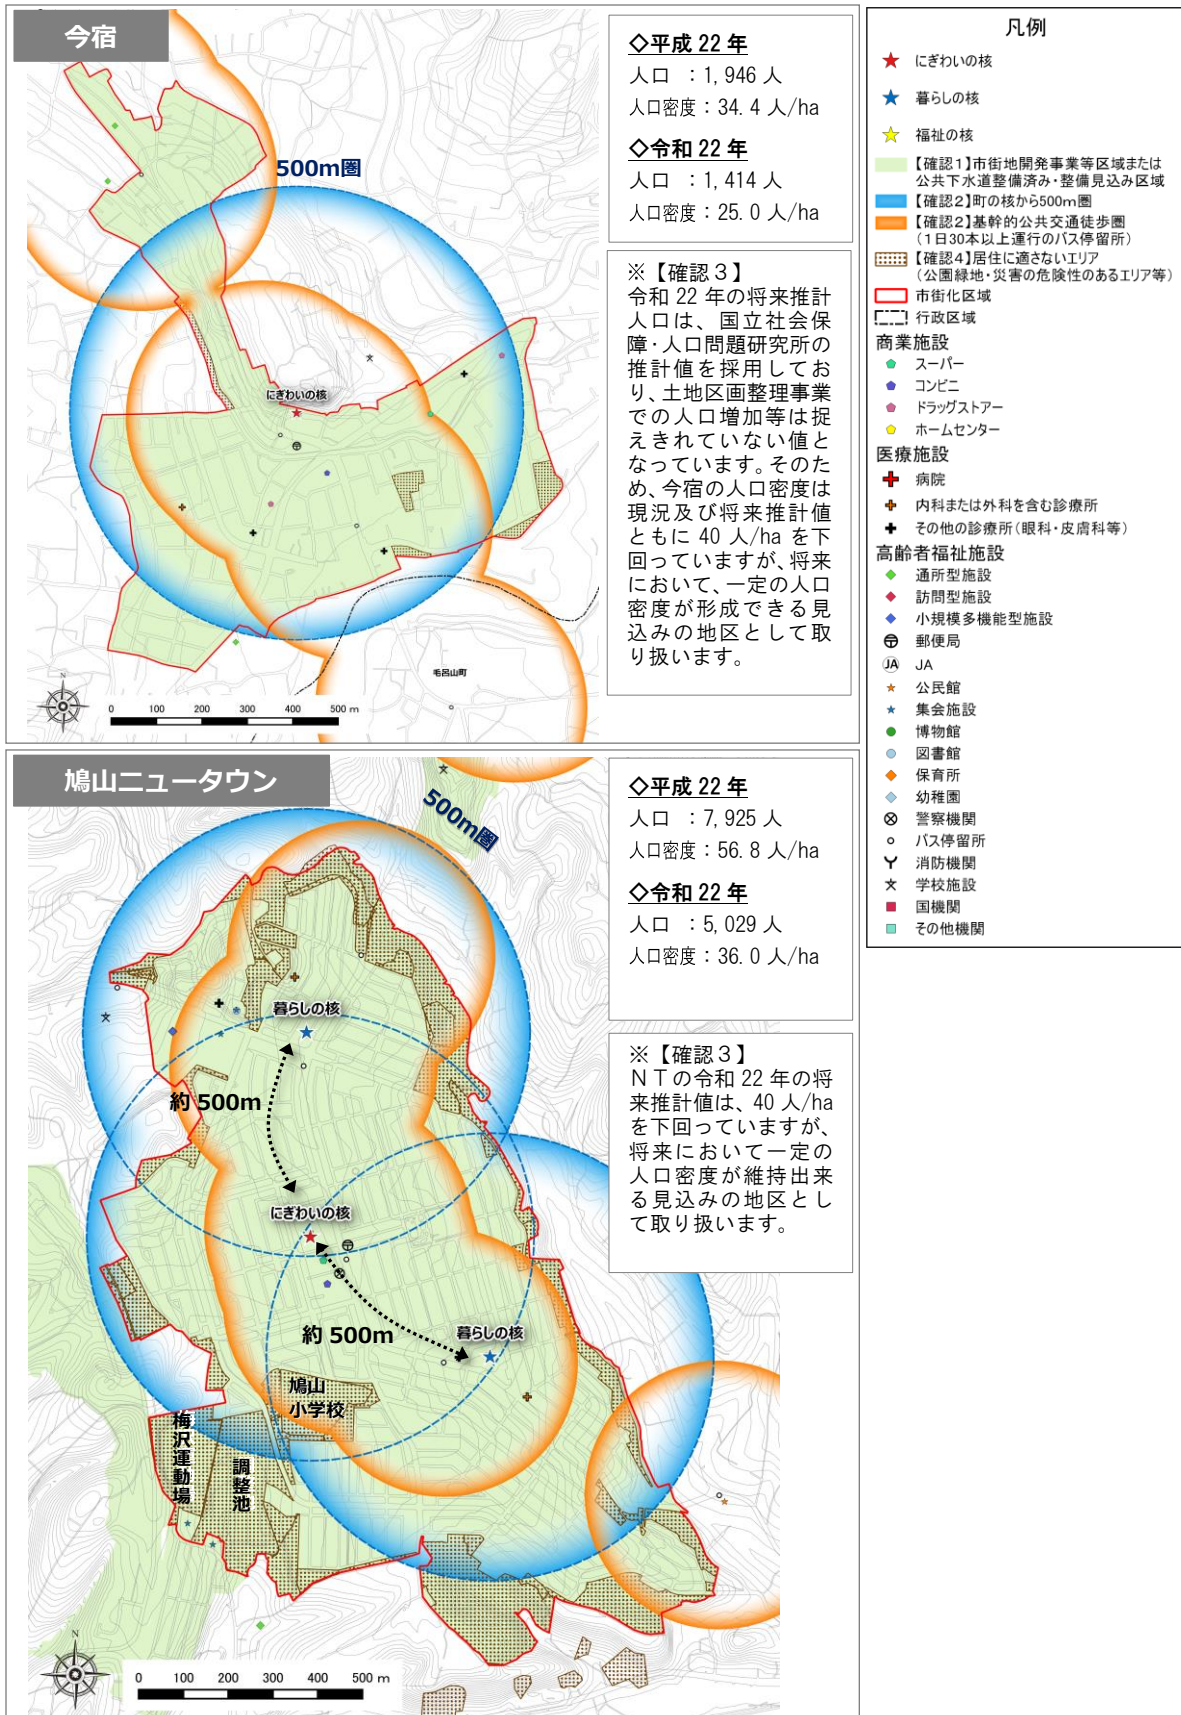 今宿
500m圏
にぎわいの核
毛呂山町
N
0 100 200 300 400 500 m
◇平成 22 年
人口 ：1,946 人
人口密度：34.4 人/ha
◇令和 22 年
人口 ：1,414 人
人口密度：25.0 人/ha
※【確認３】
令和 22 年の将来推計
人口は、国立社会保
障・人口問題研究所の
推計値を採用してお
り、土地区画整理事業
での人口増加等は捉
えきれていない値と
なっています。そのた
め、今宿の人口密度は
現況及び将来推計値
ともに 40 人/ha を下
回っていますが、将来
において、一定の人口
密度が形成できる見
込みの地区として取
り扱います。
鳩山ニュータウン
500m圏
暮らしの核
約 500m
にぎわいの核
約 500m
暮らしの核
鳩山
小学校
梅沢運動場
調整池
N
0 100 200 300 400 500 m
◇平成 22 年
人口 ：7,925 人
人口密度：56.8 人/ha
◇令和 22 年
人口 ：5,029 人
人口密度：36.0 人/ha
※【確認３】
ＮＴの令和 22 年の将
来推計値は、40 人/ha
を下回っていますが、
将来において一定の
人口密度が維持出来
る見込みの地区とし
て取り扱います。
凡例
にぎわいの核
暮らしの核
福祉の核
【確認１】市街地開発事業等区域または
公共下水道整備済み・整備見込み区域
【確認２】町の核から500m圏
【確認２】基幹的公共交通徒歩圏
（１日30本以上運行のバス停留所）
【確認４】居住に適さないエリア
（公園緑地・災害の危険性のあるエリア等）
市街化区域
行政区域
商業施設
スーパー
コンビニ
ドラッグストアー
ホームセンター
医療施設
病院
内科または外科を含む診療所
その他の診療所（眼科・皮膚科等）
高齢者福祉施設
通所型施設
訪問型施設
小規模多機能型施設
郵便局
JA JA
公民館
集会施設
博物館
図書館
保育所
幼稚園
警察機関
バス停留所
消防機関
学校施設
国機関
その他機関